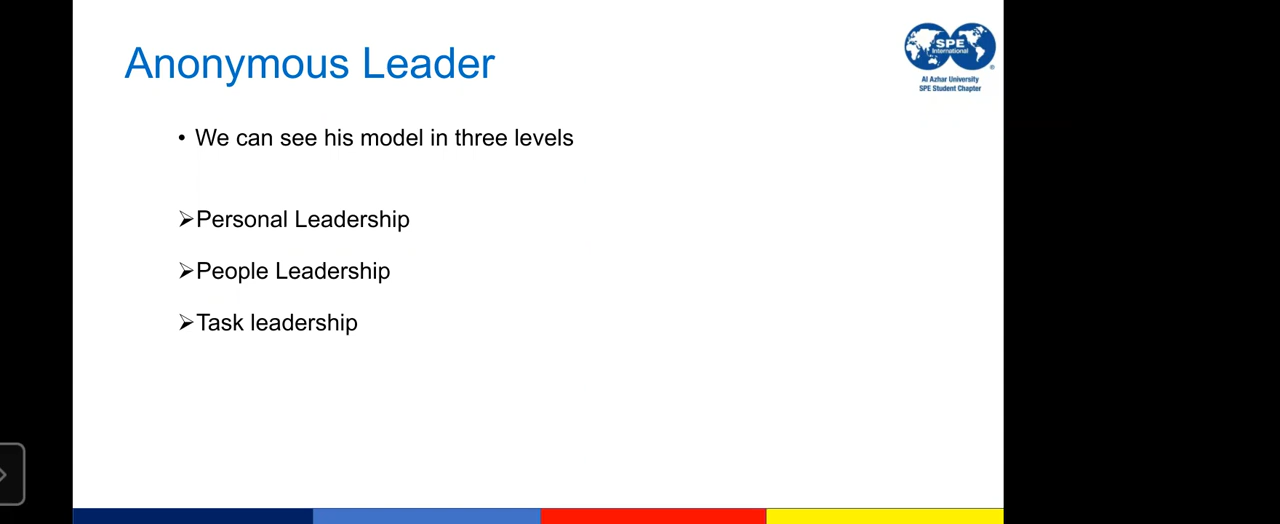 Anonymous Leader
SPE
International
Al Azhar University
SPE Student Chapter
• We can see his model in three levels
➢Personal Leadership
➢People Leadership
➢Task leadership